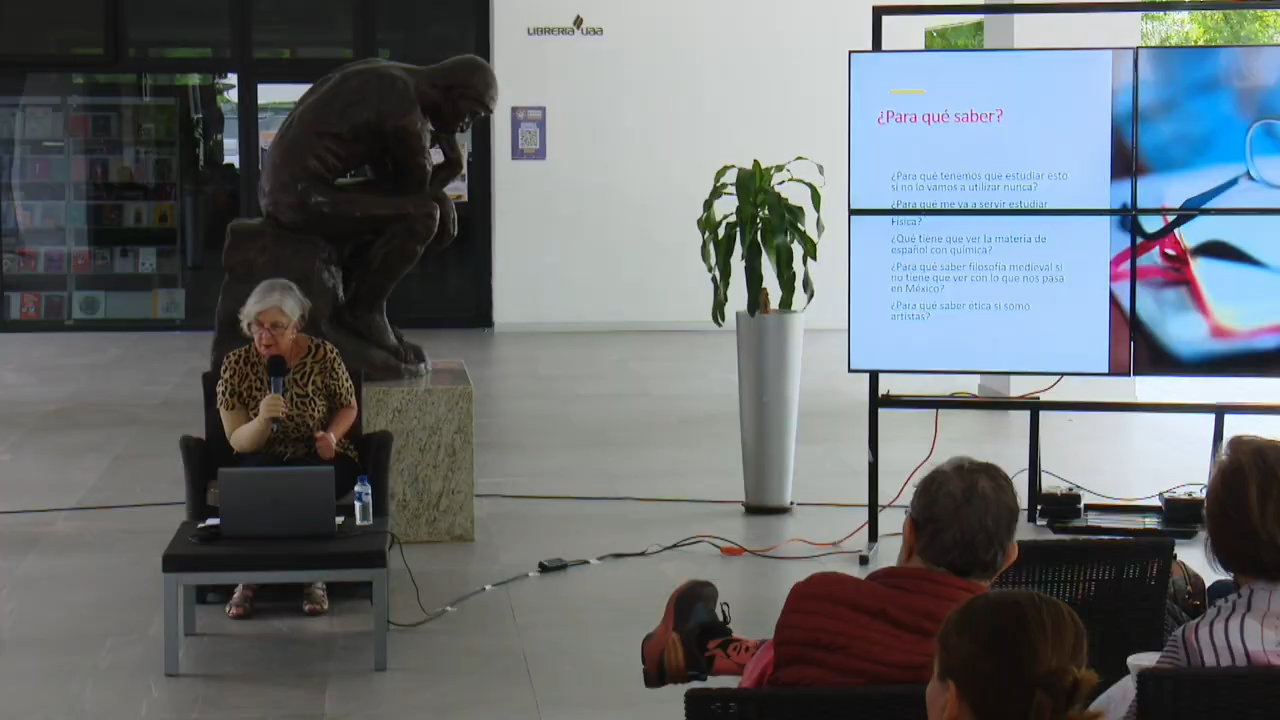 LIBRERIA UAA
¿Para qué saber?
¿Para qué tenemos que estudiar esto
si no lo vamos a utilizar nunca?
¿Para qué me va a servir estudiar
Física?
¿Qué tiene que ver la materia de
español con química?
¿Para qué saber filosofía medieval si
no tiene que ver con lo que nos pasa
en México?
¿Para qué saber ética si somo
artistas?